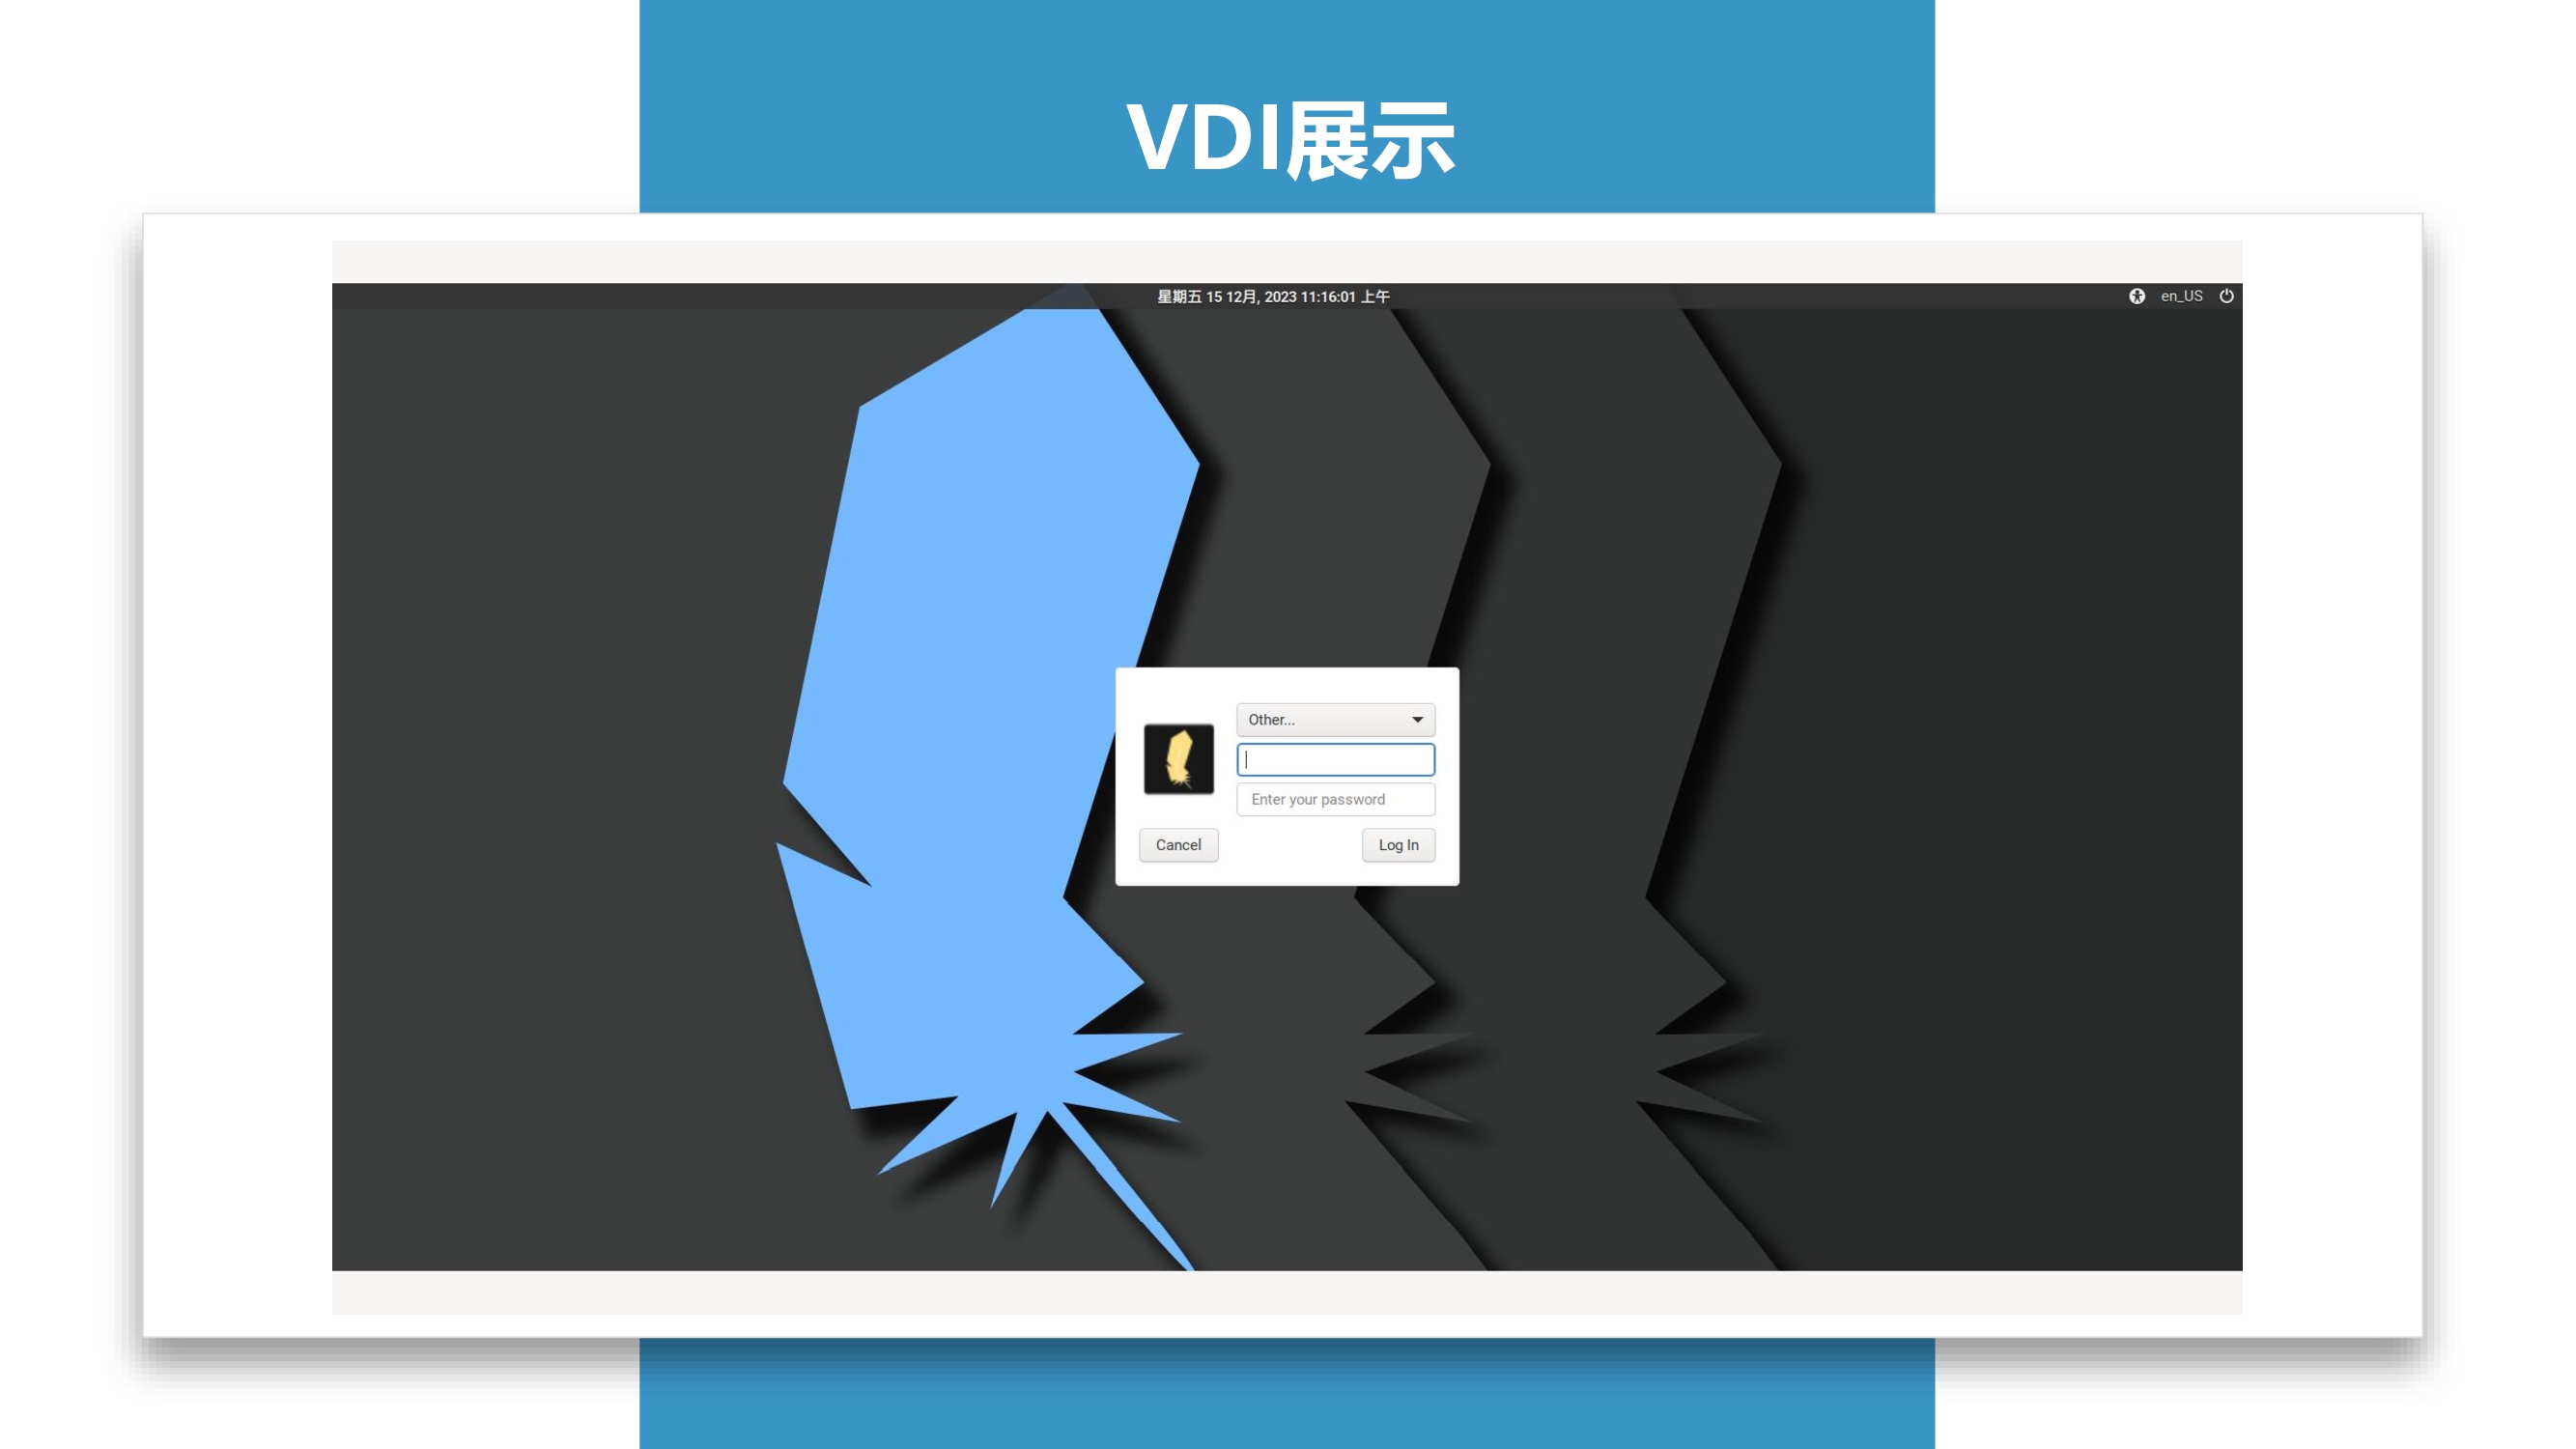 VDI展示
星期五 15 12月, 2023 11:16:01 上午
en_US
Other...
Enter your password
Cancel
Log In